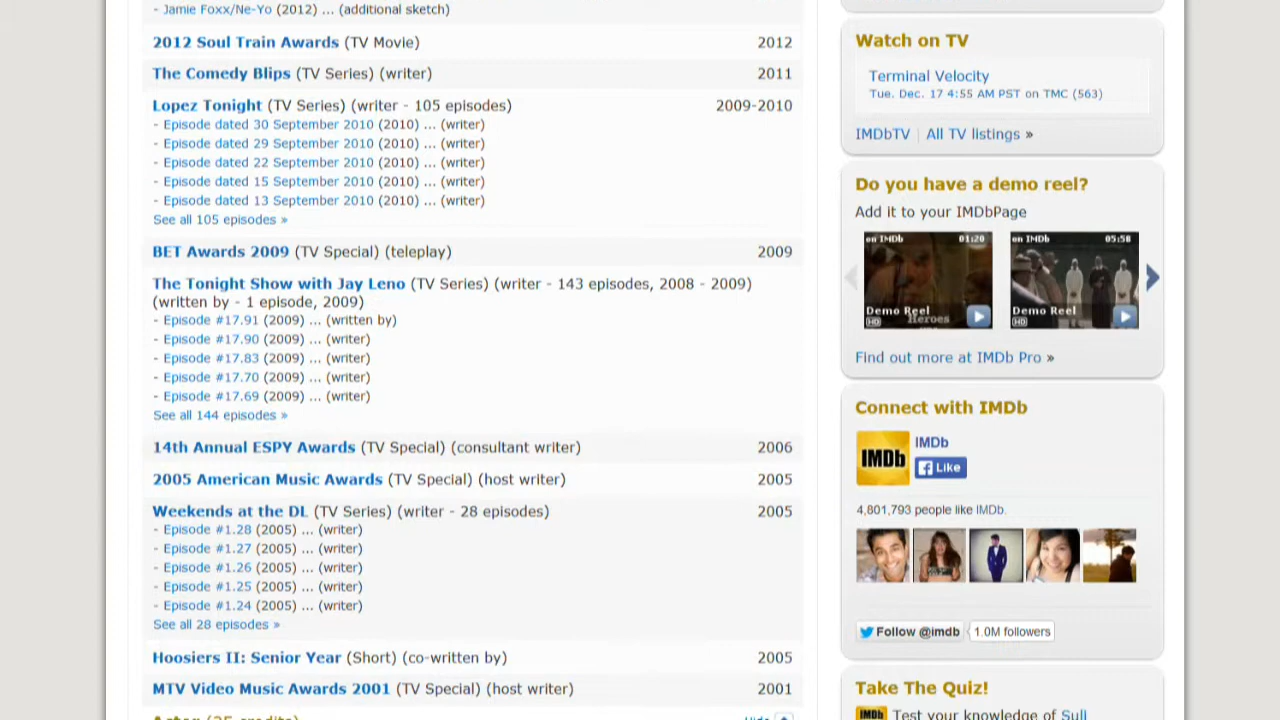 - Jamie Foxx/Ne-Yo (2012) ... (additional sketch)
2012 Soul Train Awards (TV Movie) 2012
The Comedy Blips (TV Series) (writer) 2011
Lopez Tonight (TV Series) (writer - 105 episodes) 2009-2010
- Episode dated 30 September 2010 (2010) ... (writer)
- Episode dated 29 September 2010 (2010) ... (writer)
- Episode dated 22 September 2010 (2010) ... (writer)
- Episode dated 15 September 2010 (2010) ... (writer)
- Episode dated 13 September 2010 (2010) ... (writer)
See all 105 episodes »
BET Awards 2009 (TV Special) (teleplay) 2009
The Tonight Show with Jay Leno (TV Series) (writer - 143 episodes, 2008 - 2009)
(written by - 1 episode, 2009)
- Episode #17.91 (2009) ... (written by)
- Episode #17.90 (2009) ... (writer)
- Episode #17.83 (2009) ... (writer)
- Episode #17.70 (2009) ... (writer)
- Episode #17.69 (2009) ... (writer)
See all 144 episodes »
14th Annual ESPY Awards (TV Special) (consultant writer) 2006
2005 American Music Awards (TV Special) (host writer) 2005
Weekends at the DL (TV Series) (writer - 28 episodes) 2005
- Episode #1.28 (2005) ... (writer)
- Episode #1.27 (2005) ... (writer)
- Episode #1.26 (2005) ... (writer)
- Episode #1.25 (2005) ... (writer)
- Episode #1.24 (2005) ... (writer)
See all 28 episodes »
Hoosiers II: Senior Year (Short) (co-written by) 2005
MTV Video Music Awards 2001 (TV Special) (host writer) 2001
Watch on TV
Terminal Velocity
Tue. Dec. 17 4:55 AM PST on TMC (563)
IMDbTV | All TV listings »
Do you have a demo reel?
Add it to your IMDbPage
on IMDb 01:20 on IMDb 05:58
Demo Reel Demo Reel
Heroes
HD HD
Find out more at IMDb Pro »
Connect with IMDb
IMDb
IMDb
Like
4,801,793 people like IMDb.
Follow @imdb 1.0M followers
Take The Quiz!
IMDb Test your knowledge of Sull